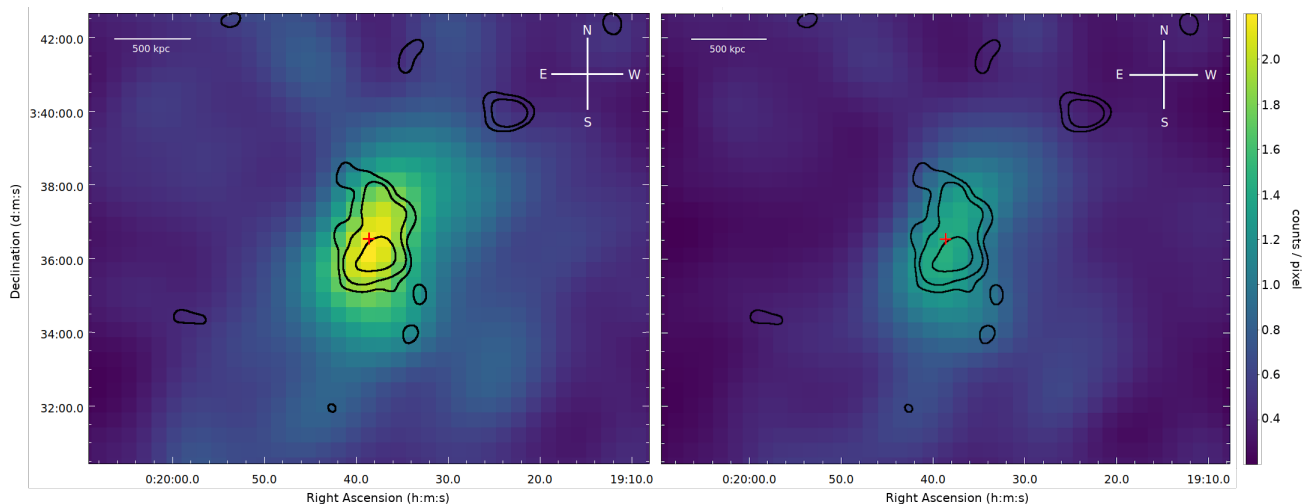 42:00.0
3:40:00.0
38:00.0
36:00.0
34:00.0
32:00.0
Declination (d:m:s)
500 kpc
N
E W
S
0:20:00.0 50.0 40.0 30.0 20.0 19:10.0
Right Ascension (h:m:s)
500 kpc
N
E W
S
0:20:00.0 50.0 40.0 30.0 20.0 19:10.0
Right Ascension (h:m:s)
2.0
1.8
1.6
1.4
1.2
1.0
0.8
0.6
0.4
counts / pixel